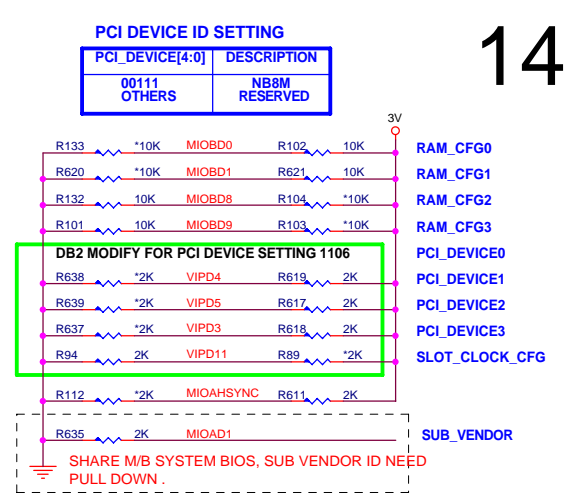 PCI DEVICE ID SETTING
14
PCI_DEVICE[4:0] DESCRIPTION
00111 NB8M
OTHERS RESERVED
3V
R133 *10K MIOBD0 R102 10K RAM_CFG0
R620 *10K MIOBD1 R621 10K RAM_CFG1
R132 10K MIOBD8 R104 *10K RAM_CFG2
R101 10K MIOBD9 R103 *10K RAM_CFG3
DB2 MODIFY FOR PCI DEVICE SETTING 1106 PCI_DEVICE0
R638 *2K VIPD4 R619 2K PCI_DEVICE1
R639 *2K VIPD5 R617 2K PCI_DEVICE2
R637 *2K VIPD3 R618 2K PCI_DEVICE3
R94 2K VIPD11 R89 *2K SLOT_CLOCK_CFG
R112 *2K MIOAHSYNC R611 2K
R635 2K MIOAD1 SUB_VENDOR
SHARE M/B SYSTEM BIOS, SUB VENDOR ID NEED
PULL DOWN .